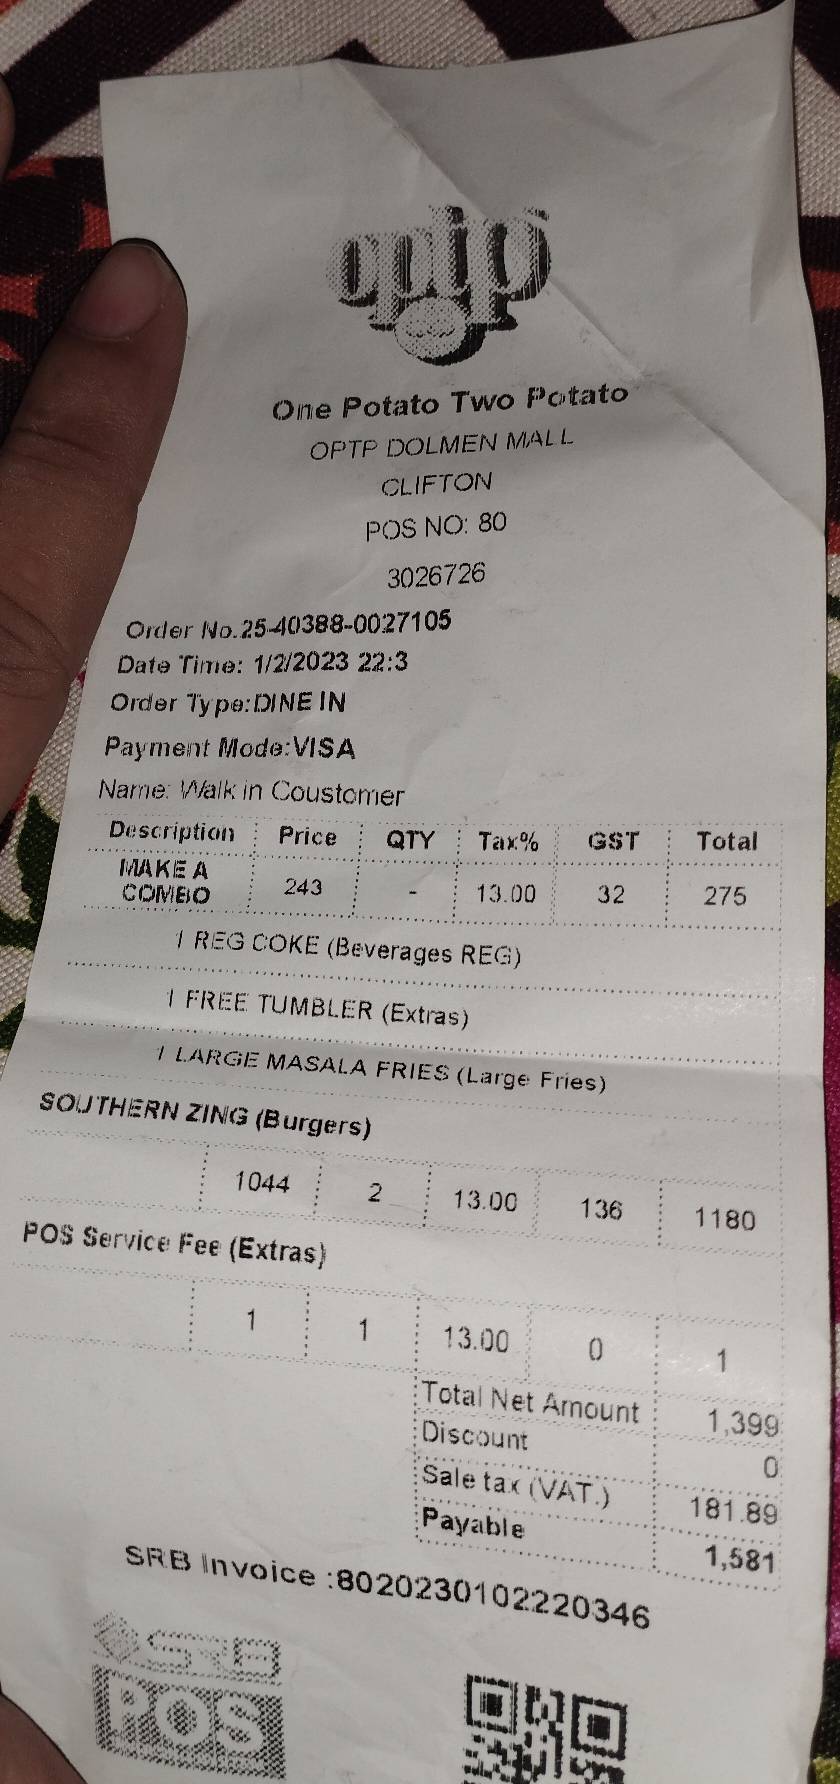 optp
One Potato Two Potato
OPTP DOLMEN MALL
CLIFTON
POS NO: 80
3026726
Order No.25-40388-0027105
Date Time: 1/2/2023 22:3
Order Type:DINE IN
Payment Mode:VISA
Name: Walk in Coustomer
Description Price QTY Tax% GST Total
MAKE A
COMBO 243 - 13.00 32 275
1 REG COKE (Beverages REG)
1 FREE TUMBLER (Extras)
1 LARGE MASALA FRIES (Large Fries)
SOUTHERN ZING (Burgers)
1044 2 13.00 136 1180
POS Service Fee (Extras)
1 1 13.00 0 1
Total Net Amount 1,399
Discount 0
Sale tax (VAT.) 181.89
Payable 1,581
SRB Invoice :8020230102220346
SRB
POS